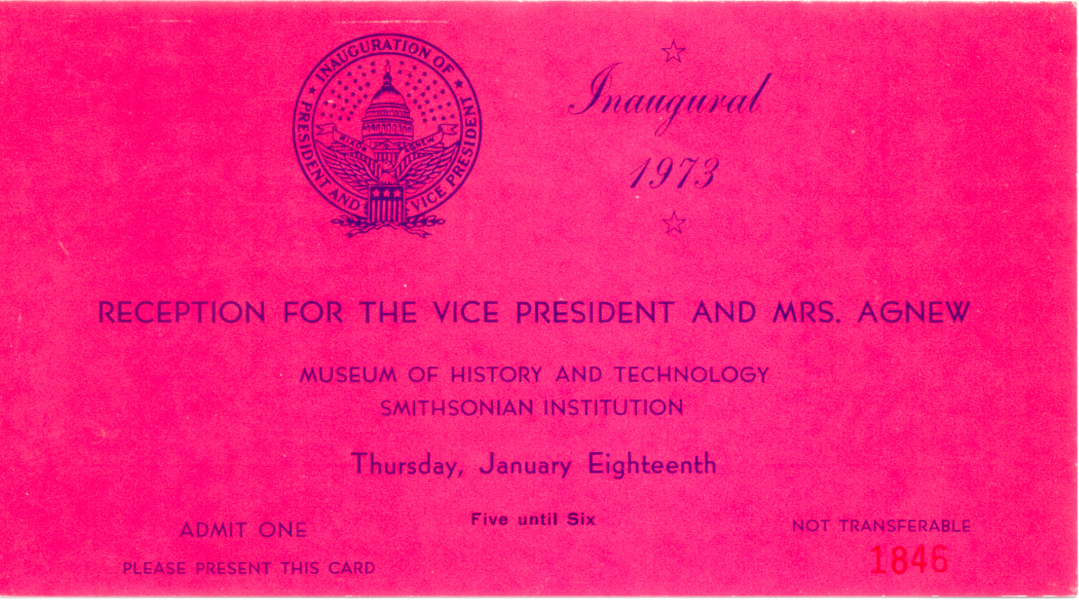 INAUGURATION OF
PRESIDENT AND VICE PRESIDENT
NIXON AGNEW
Inaugural
1973
RECEPTION FOR THE VICE PRESIDENT AND MRS. AGNEW
MUSEUM OF HISTORY AND TECHNOLOGY
SMITHSONIAN INSTITUTION
Thursday, January Eighteenth
Five until Six
ADMIT ONE
PLEASE PRESENT THIS CARD
NOT TRANSFERABLE
1846